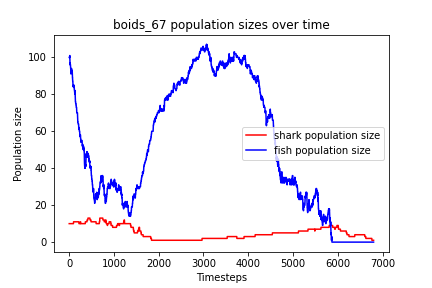 boids_67 population sizes over time
Population size
100
80
60
40
20
0
shark population size
fish population size
0 1000 2000 3000 4000 5000 6000 7000
Timesteps